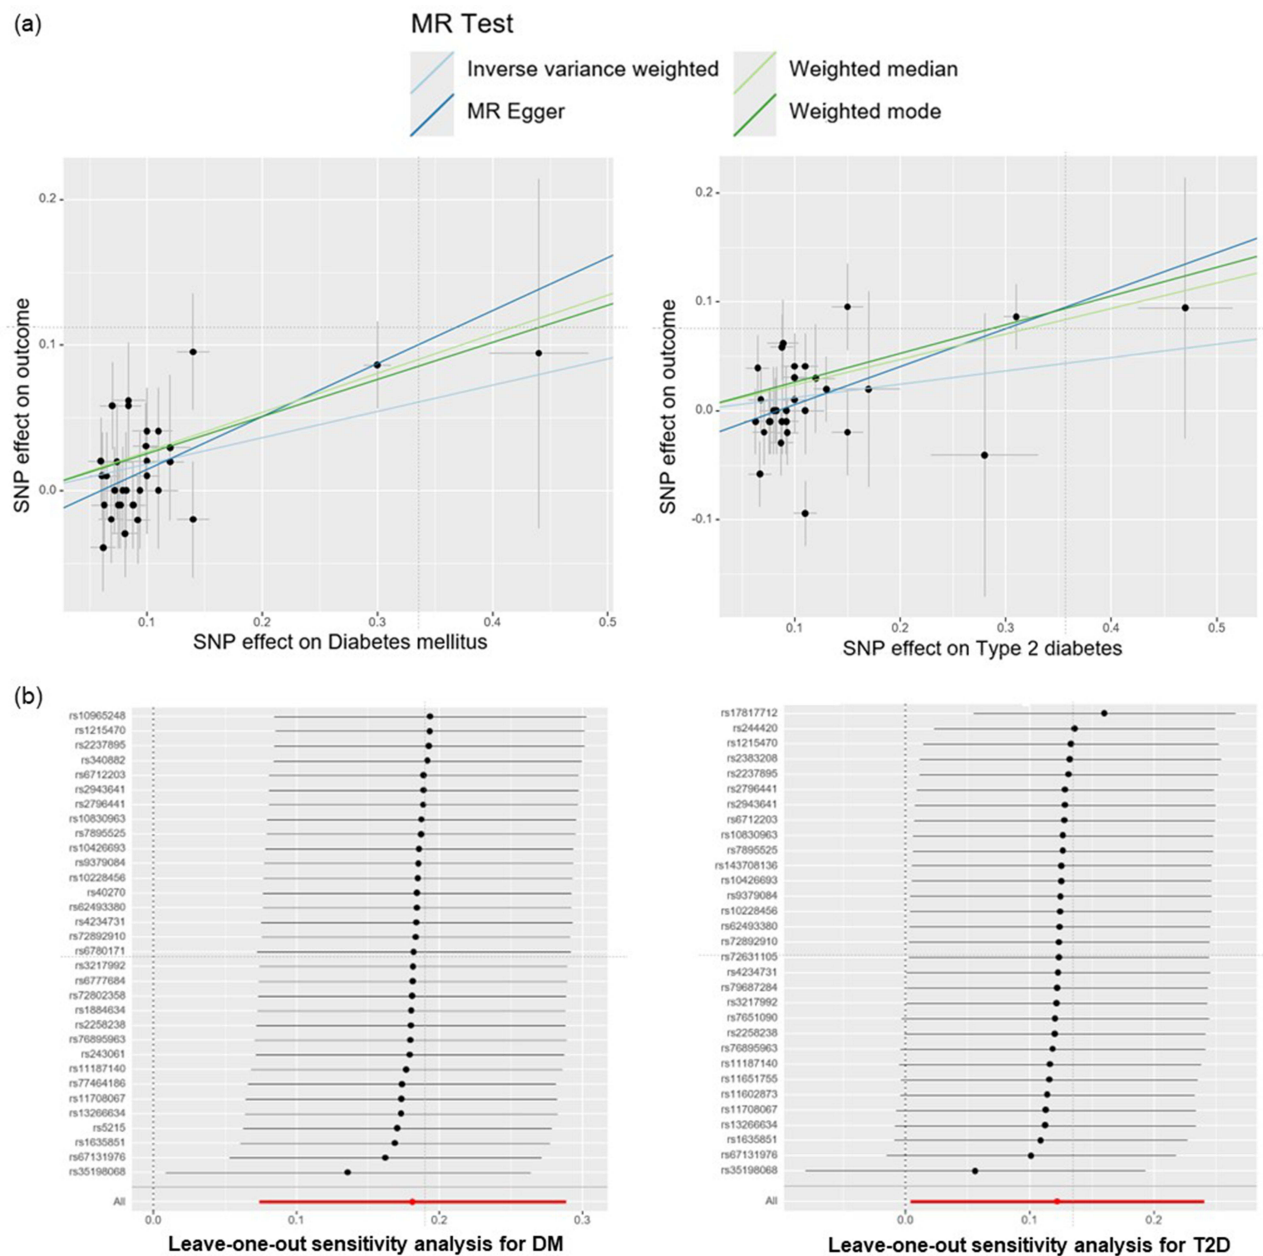 (a)
MR Test
Inverse variance weighted
Weighted median
MR Egger
Weighted mode
0.2
0.1
0.0
SNP effect on outcome
0.1
0.2
0.3
0.4
0.5
SNP effect on Diabetes mellitus
0.2
0.1
0.0
-0.1
SNP effect on outcome
0.1
0.2
0.3
0.4
0.5
SNP effect on Type 2 diabetes
(b)
rs10965248
rs1215470
rs2237895
rs340882
rs6712203
rs2943641
rs2796441
rs10830963
rs7895525
rs10426693
rs9379084
rs10228456
rs40270
rs62493380
rs4234731
rs72892910
rs6780171
rs3217992
rs6777684
rs72802358
rs1884634
rs2258238
rs76895963
rs243061
rs11187140
rs77464186
rs11708067
rs13266634
rs5215
rs1635851
rs67131976
rs35198068
All
0.0
0.1
0.2
0.3
Leave-one-out sensitivity analysis for DM
rs17817712
rs244420
rs1215470
rs2383208
rs2237895
rs2796441
rs2943641
rs6712203
rs10830963
rs7895525
rs143708136
rs10426693
rs9379084
rs10228456
rs62493380
rs72892910
rs72631105
rs4234731
rs79687284
rs3217992
rs7651090
rs2258238
rs76895963
rs11187140
rs11651755
rs11602873
rs11708067
rs13266634
rs1635851
rs67131976
rs35198068
All
0.0
0.1
0.2
Leave-one-out sensitivity analysis for T2D